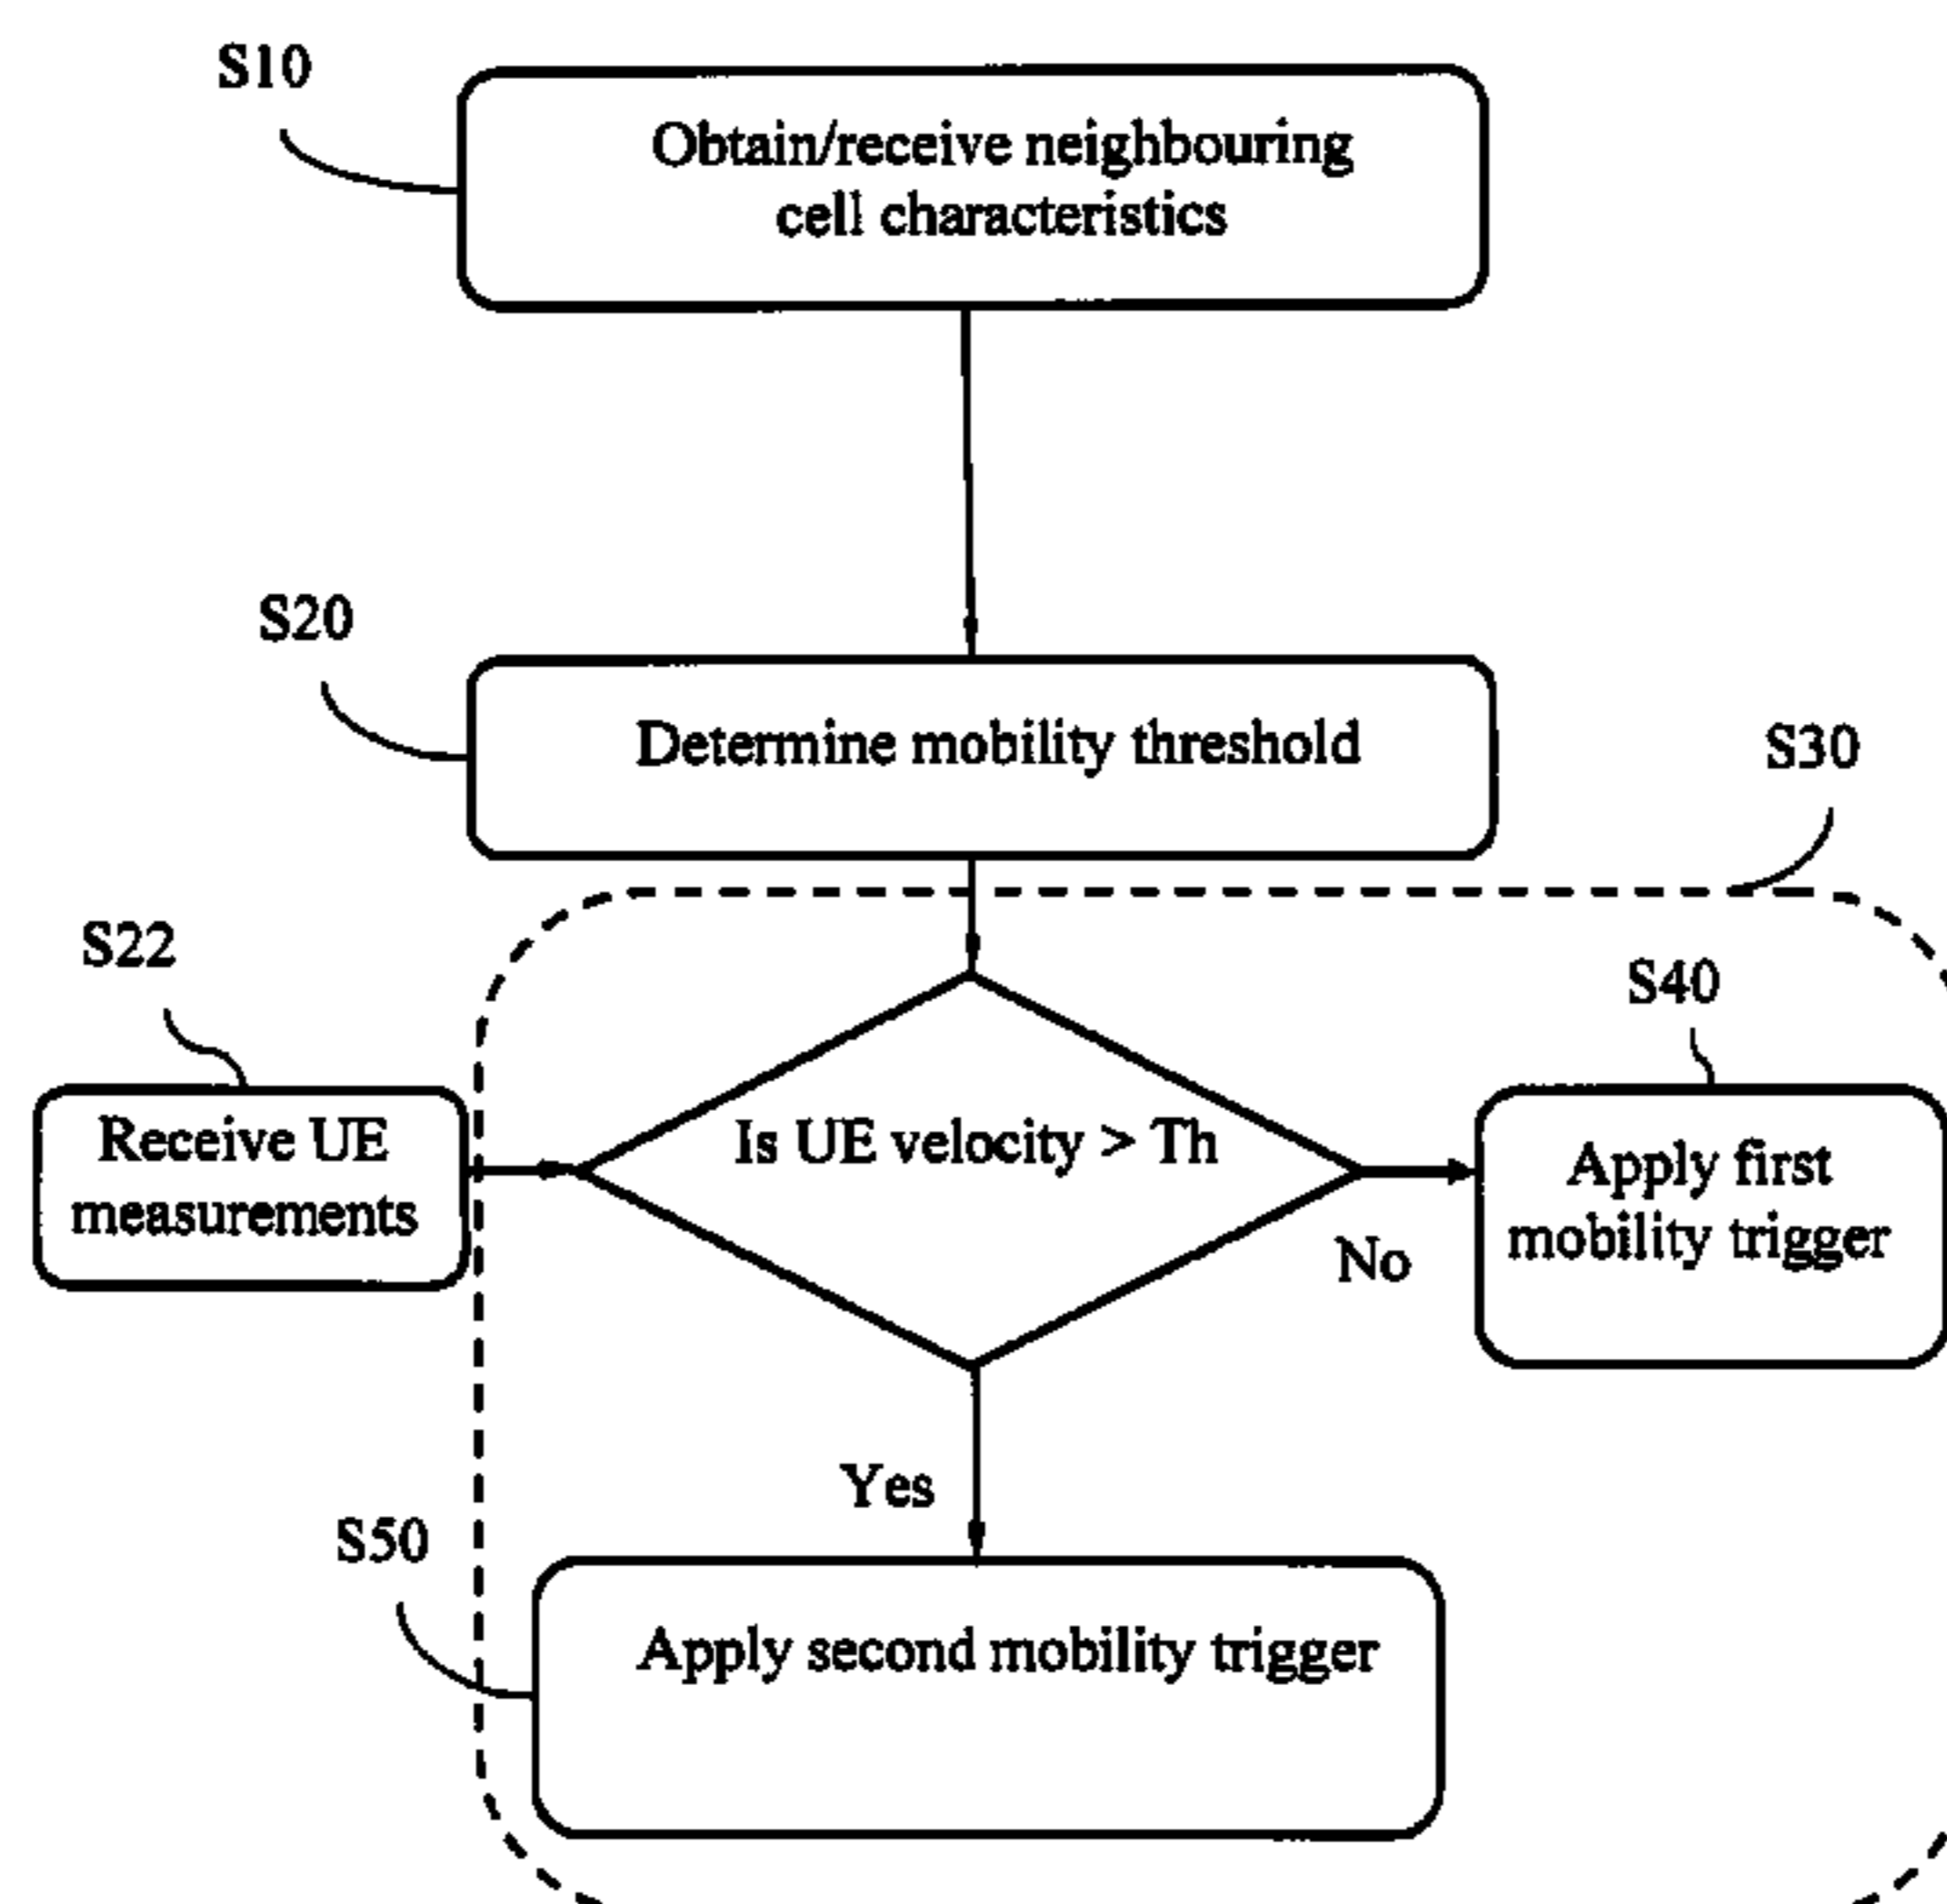 S10
Obtain/receive neighbouring
cell characteristics
S20
Determine mobility threshold
S30
S22
S40
Receive UE
measurements
Is UE velocity > Th
Apply first
mobility trigger
No
Yes
S50
Apply second mobility trigger